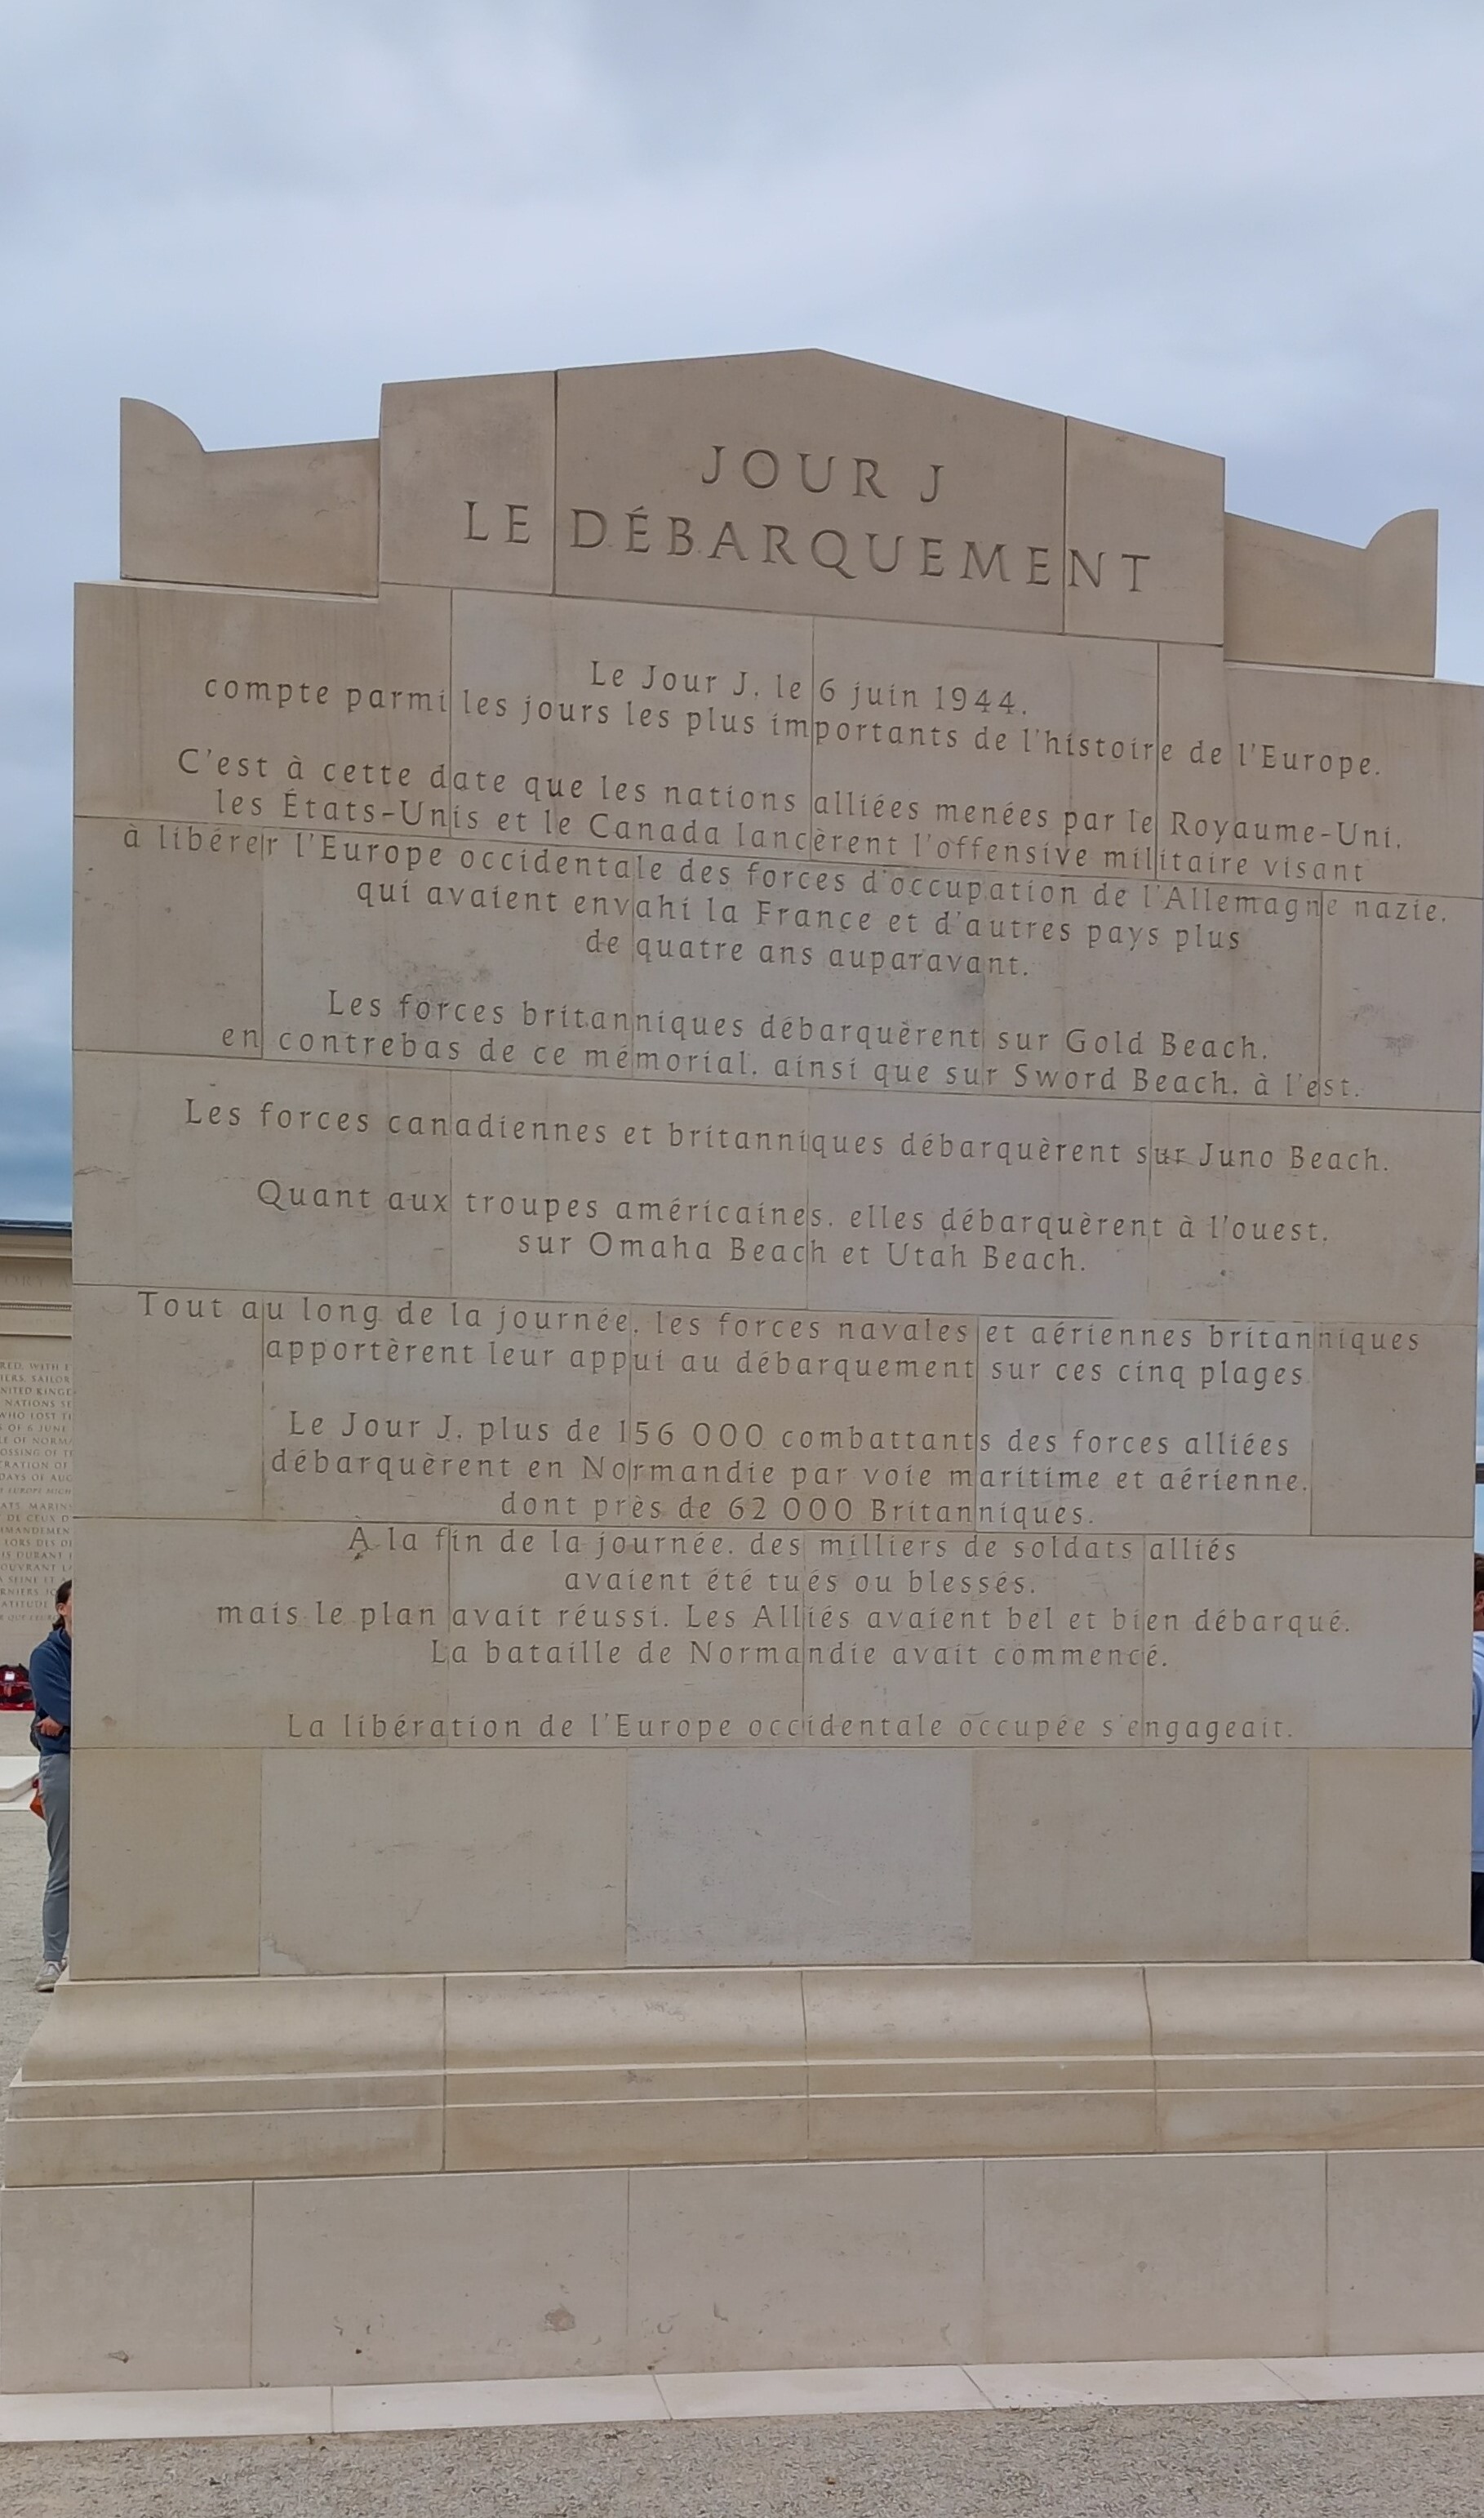 JOUR J
LE DÉBARQUEMENT
Le Jour J, le 6 juin 1944,
compte parmi les jours les plus importants de l'histoire de l'Europe.
C'est à cette date que les nations alliées menées par le Royaume-Uni,
les États-Unis et le Canada lancèrent l'offensive militaire visant
à libérer l'Europe occidentale des forces d'occupation de l'Allemagne nazie,
qui avaient envahi la France et d'autres pays plus
de quatre ans auparavant.
Les forces britanniques débarquèrent sur Gold Beach,
en contrebas de ce mémorial, ainsi que sur Sword Beach, à l'est.
Les forces canadiennes et britanniques débarquèrent sur Juno Beach.
Quant aux troupes américaines, elles débarquèrent à l'ouest,
sur Omaha Beach et Utah Beach.
Tout au long de la journée, les forces navales et aériennes britanniques
apportèrent leur appui au débarquement sur ces cinq plages
Le Jour J, plus de 156 000 combattants des forces alliées
débarquèrent en Normandie par voie maritime et aérienne,
dont près de 62 000 Britanniques.
À la fin de la journée, des milliers de soldats alliés
avaient été tués ou blessés,
mais le plan avait réussi. Les Alliés avaient bel et bien débarqué.
La bataille de Normandie avait commencé.
La libération de l'Europe occidentale occupée s'engageait.